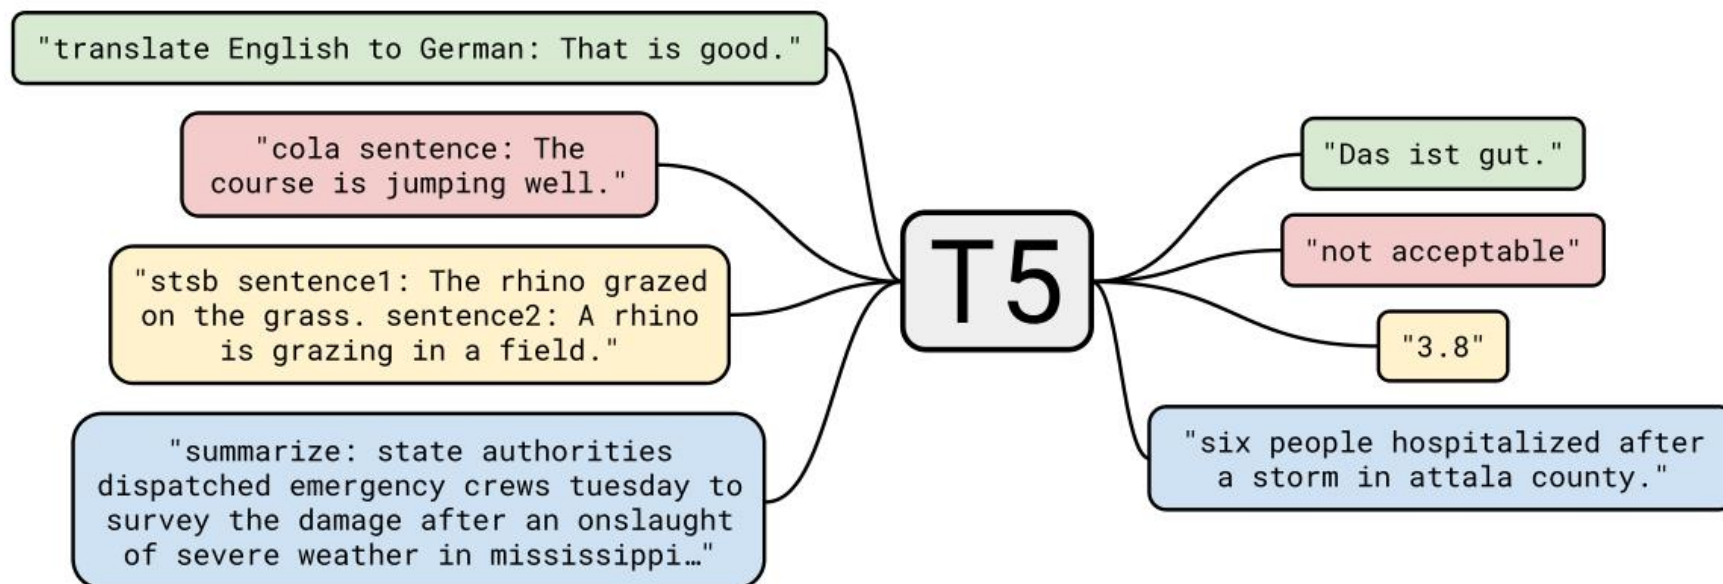 "translate English to German: That is good."
"cola sentence: The
course is jumping well."
"stsb sentence1: The rhino grazed
on the grass. sentence2: A rhino
is grazing in a field."
"summarize: state authorities
dispatched emergency crews tuesday to
survey the damage after an onslaught
of severe weather in mississippi…"
T5
"Das ist gut."
"not acceptable"
"3.8"
"six people hospitalized after
a storm in attala county."